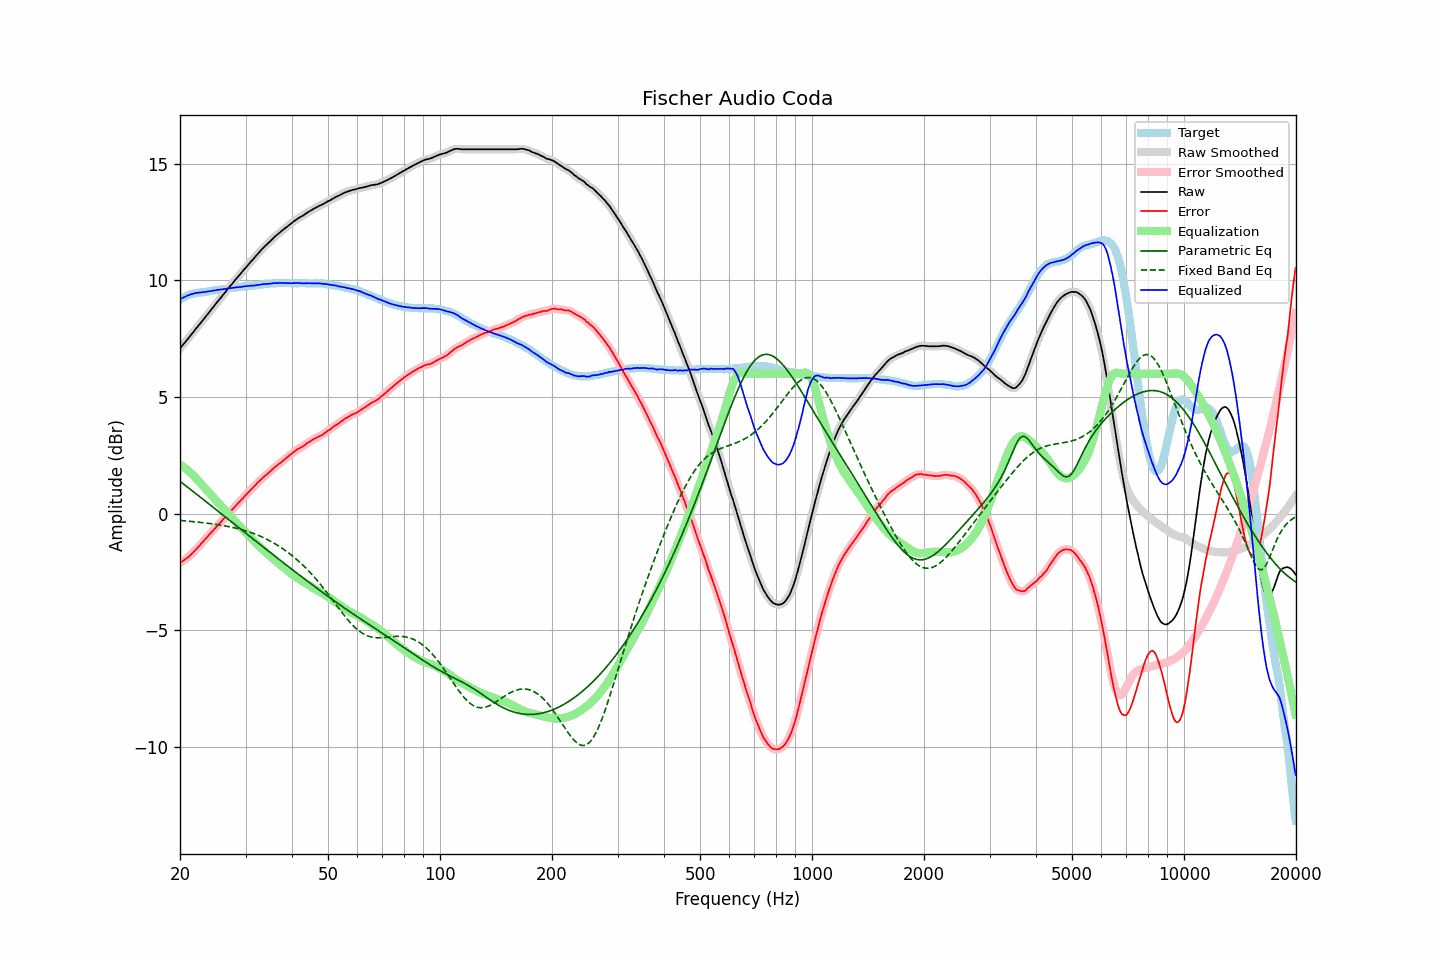 Fischer Audio Coda
Amplitude (dBr)
15
10
5
0
−5
−10
Target
Raw Smoothed
Error Smoothed
Raw
Error
Equalization
Parametric Eq
Fixed Band Eq
Equalized
20 50 100 200 500 1000 2000 5000 10000 20000
Frequency (Hz)